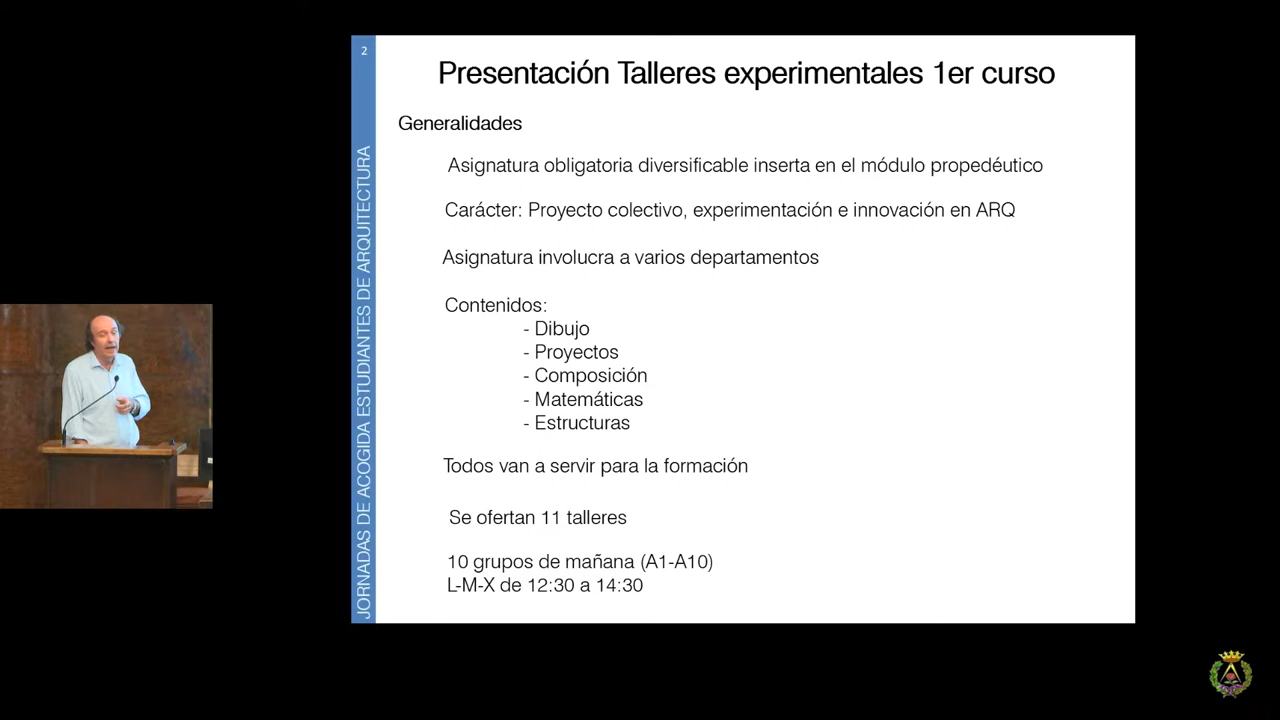 2
Presentación Talleres experimentales 1er curso
Generalidades
Asignatura obligatoria diversificable inserta en el módulo propedéutico
Carácter: Proyecto colectivo, experimentación e innovación en ARQ
Asignatura involucra a varios departamentos
Contenidos:
- Dibujo
- Proyectos
- Composición
- Matemáticas
- Estructuras
Todos van a servir para la formación
Se ofertan 11 talleres
10 grupos de mañana (A1-A10)
L-M-X de 12:30 a 14:30
JORNADAS DE ACOGIDA ESTUDIANTES DE ARQUITECTURA